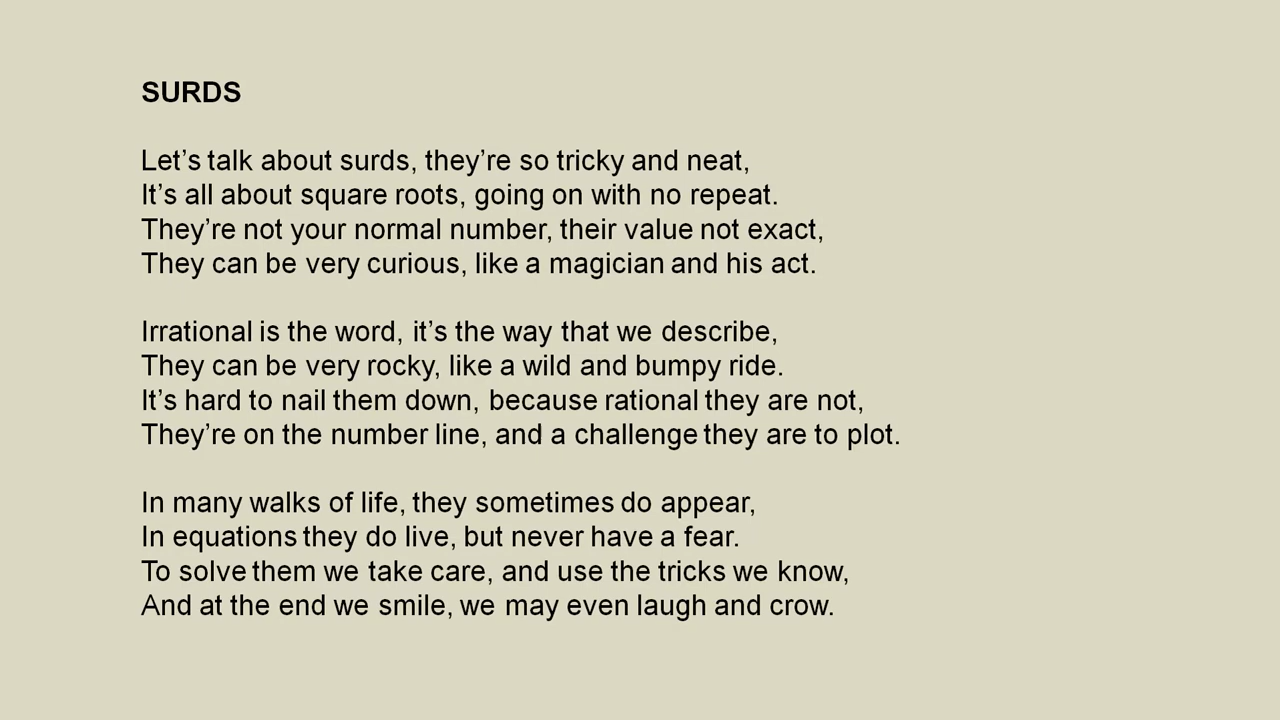 SURDS
Let’s talk about surds, they’re so tricky and neat,
It’s all about square roots, going on with no repeat.
They’re not your normal number, their value not exact,
They can be very curious, like a magician and his act.
Irrational is the word, it’s the way that we describe,
They can be very rocky, like a wild and bumpy ride.
It’s hard to nail them down, because rational they are not,
They’re on the number line, and a challenge they are to plot.
In many walks of life, they sometimes do appear,
In equations they do live, but never have a fear.
To solve them we take care, and use the tricks we know,
And at the end we smile, we may even laugh and crow.